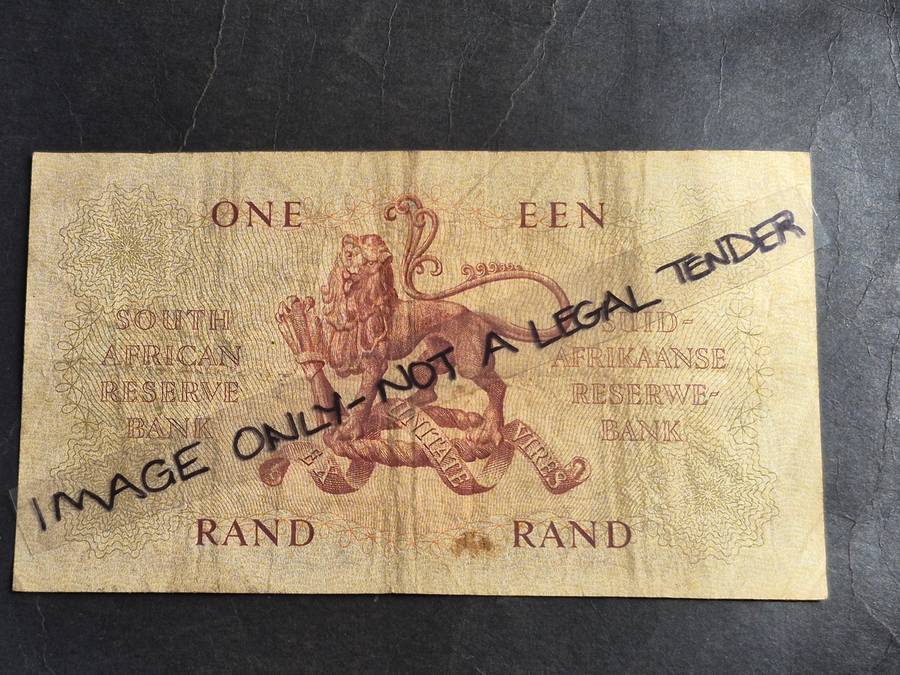 ONE EEN
SOUTH
AFRICAN
RESERVE
BANK
SUID-
AFRIKAANSE
RESERWE-
BANK
EX UNITATE VIRES
RAND RAND
IMAGE ONLY-NOT A LEGAL TENDER